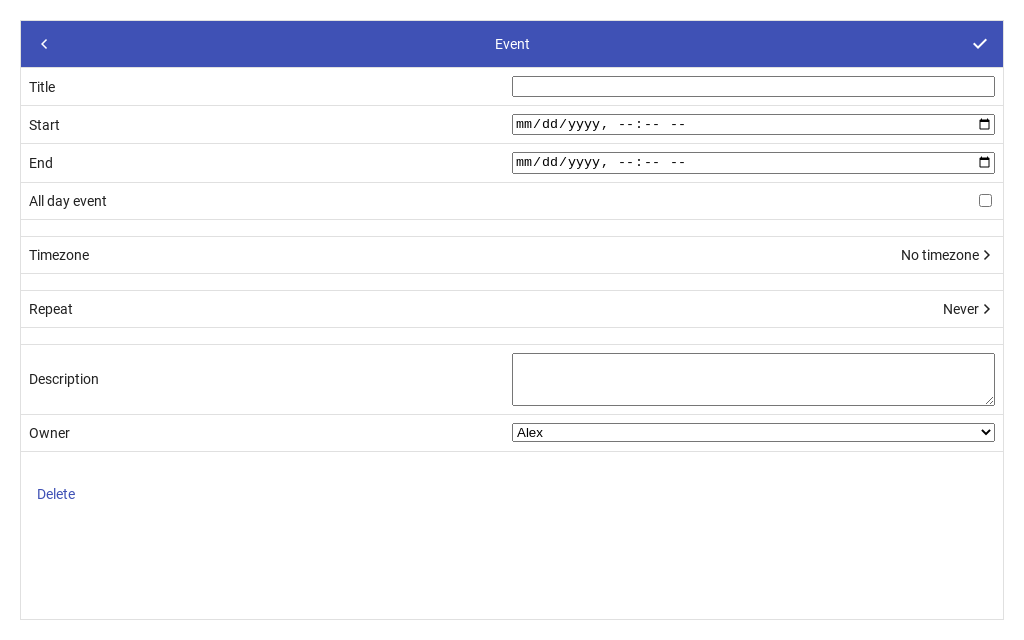 Event
Title
Start mm/dd/yyyy, --:-- --
End mm/dd/yyyy, --:-- --
All day event
Timezone No timezone
Repeat Never
Description
Owner Alex
Delete